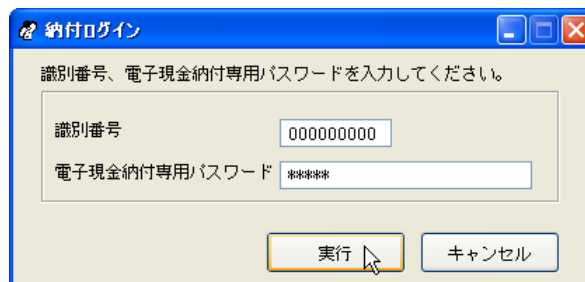 納付ログイン
識別番号、電子現金納付専用パスワードを入力してください。
識別番号 000000000
電子現金納付専用パスワード *****
実行 キャンセル